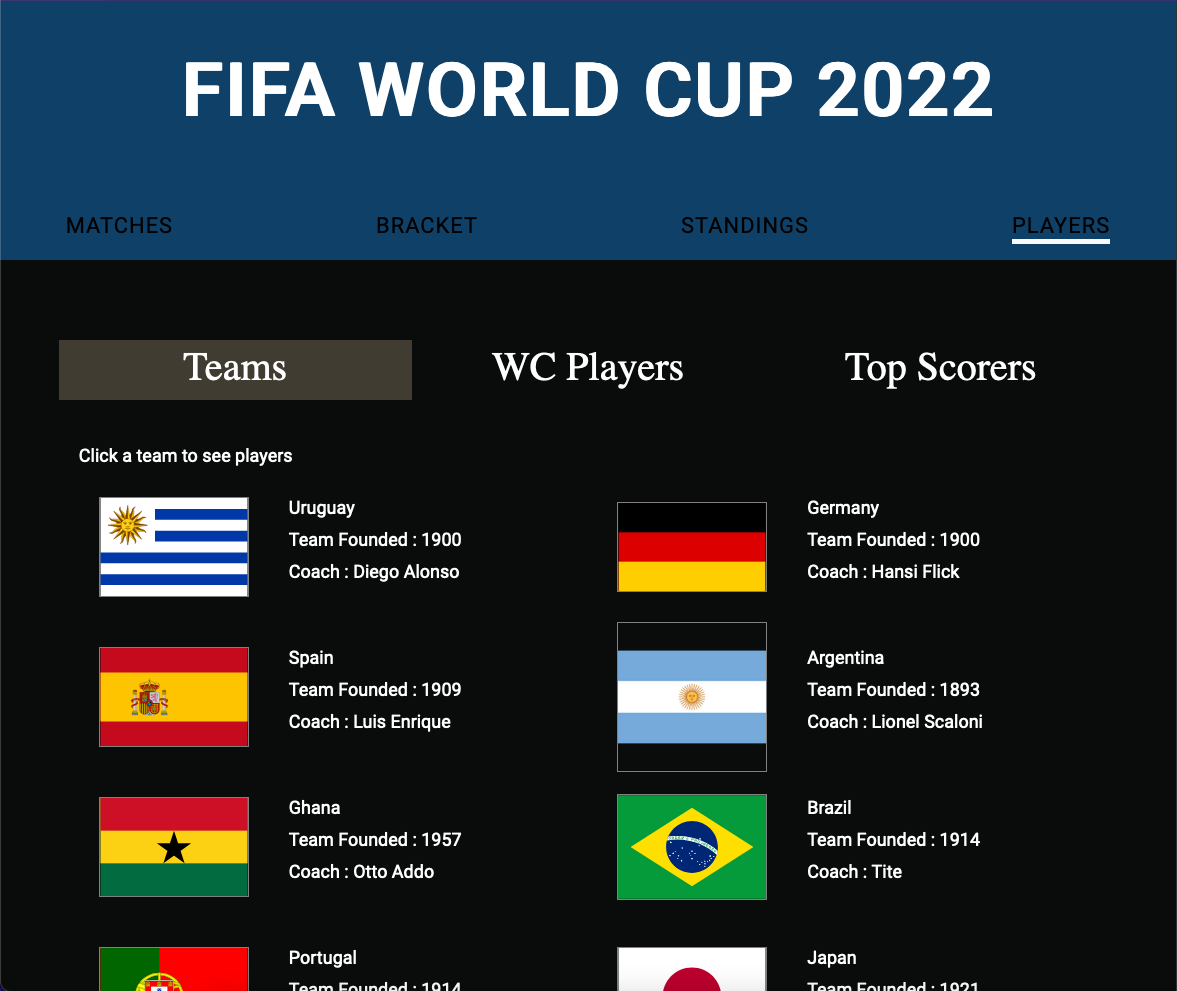 FIFA WORLD CUP 2022
MATCHES BRACKET STANDINGS PLAYERS
Teams WC Players Top Scorers
Click a team to see players
Uruguay
Team Founded : 1900
Coach : Diego Alonso
Germany
Team Founded : 1900
Coach : Hansi Flick
Spain
Team Founded : 1909
Coach : Luis Enrique
Argentina
Team Founded : 1893
Coach : Lionel Scaloni
Ghana
Team Founded : 1957
Coach : Otto Addo
Brazil
Team Founded : 1914
Coach : Tite
Portugal
Team Founded : 1914
Japan
Team Founded : 1921